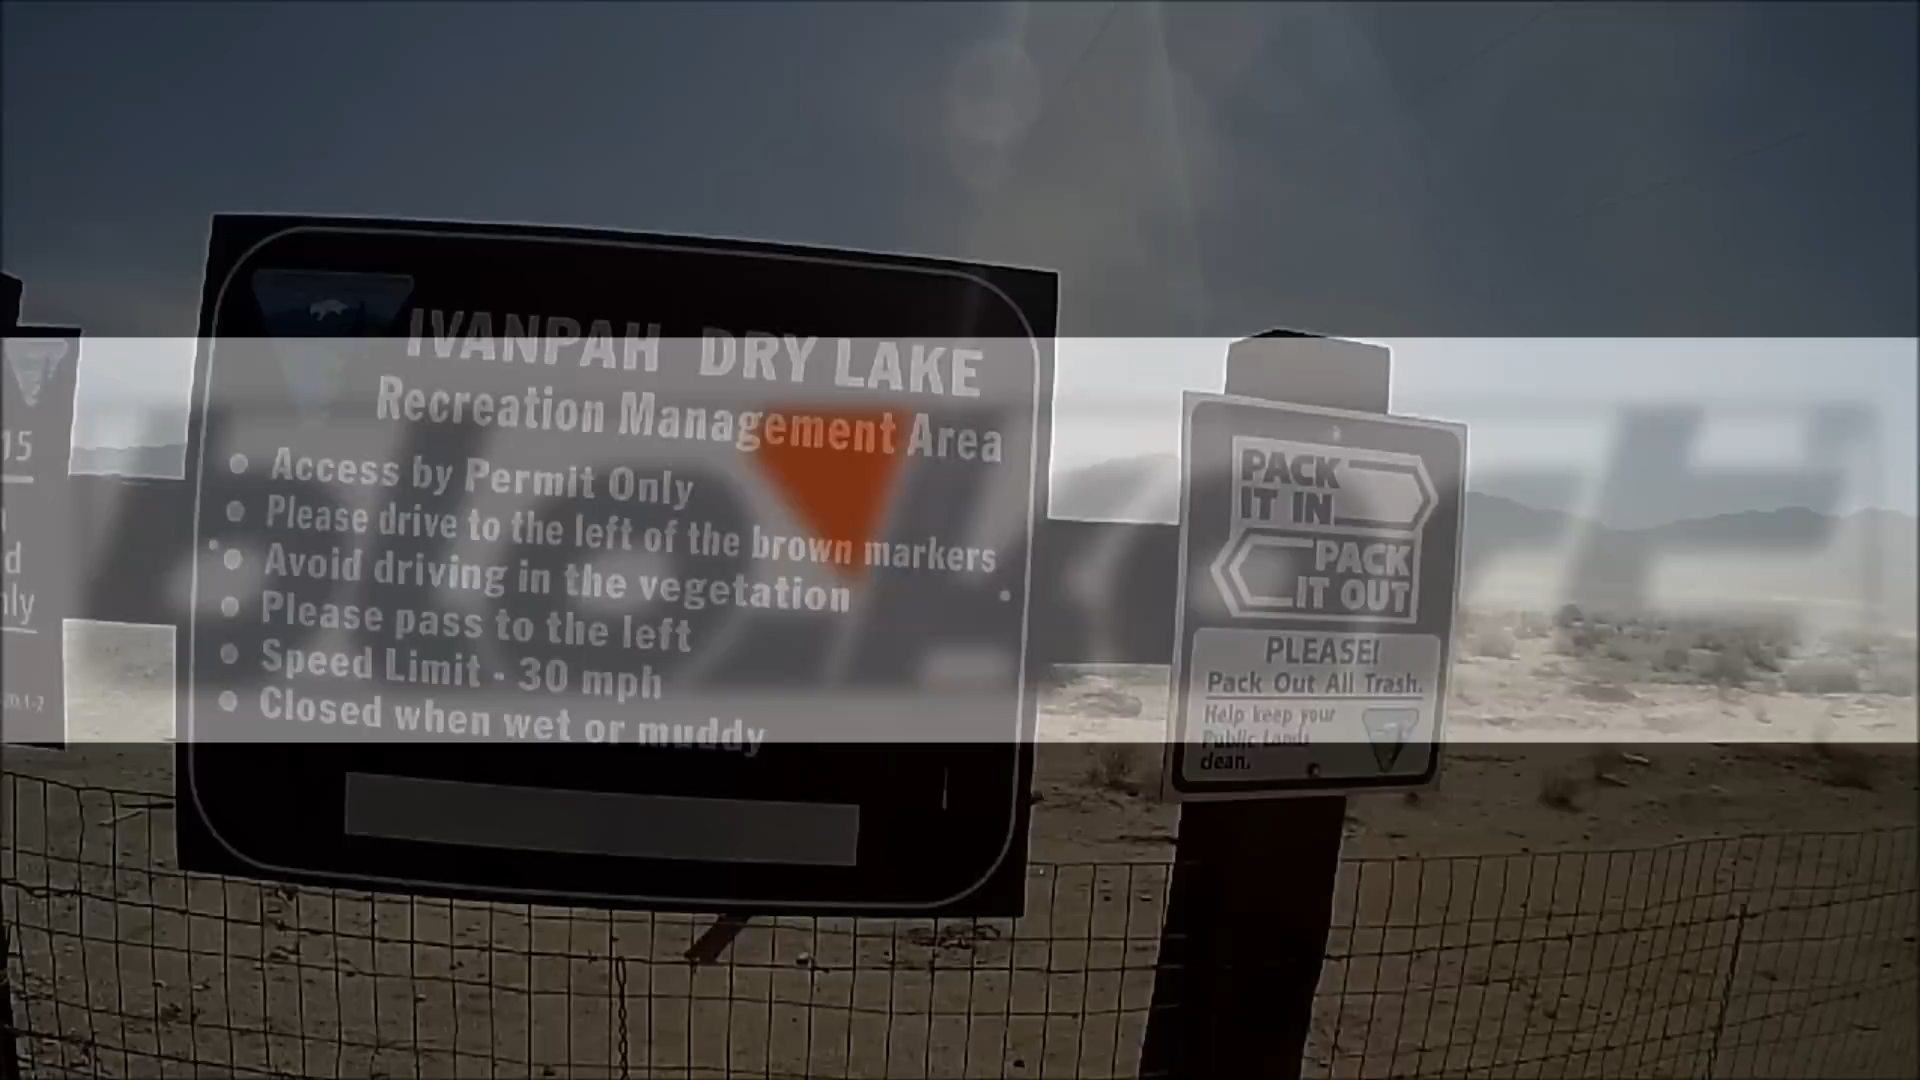 IVANPAH DRY LAKE
Recreation Management Area
• Access by Permit Only
• Please drive to the left of the brown markers
• Avoid driving in the vegetation
• Please pass to the left
• Speed Limit - 30 mph
• Closed when wet or muddy
PACK
IT IN
PACK
IT OUT
PLEASE!
Pack Out All Trash.
Help keep your
Public Lands
clean.
15
d